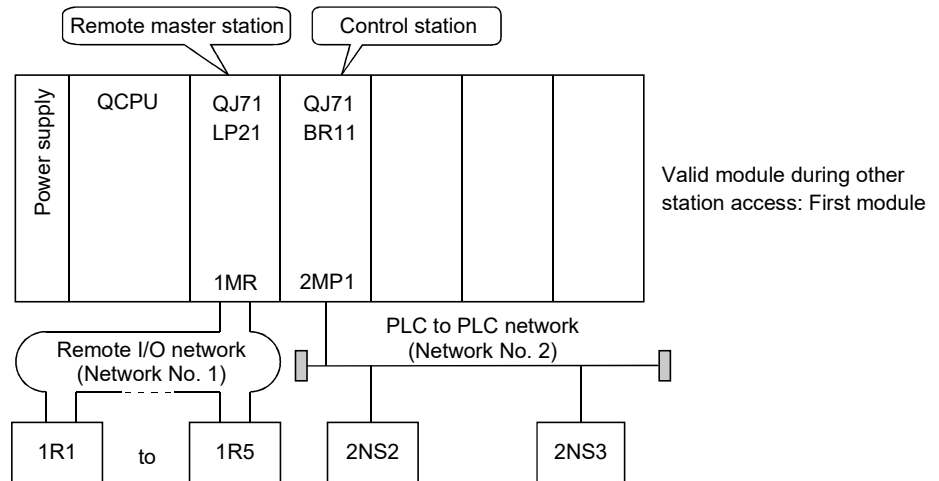 Remote master station
Control station
Power supply
QCPU
QJ71
LP21
QJ71
BR11
Valid module during other
station access: First module
1MR
2MP1
Remote I/O network
(Network No. 1)
PLC to PLC network
(Network No. 2)
1R1
to
1R5
2NS2
2NS3